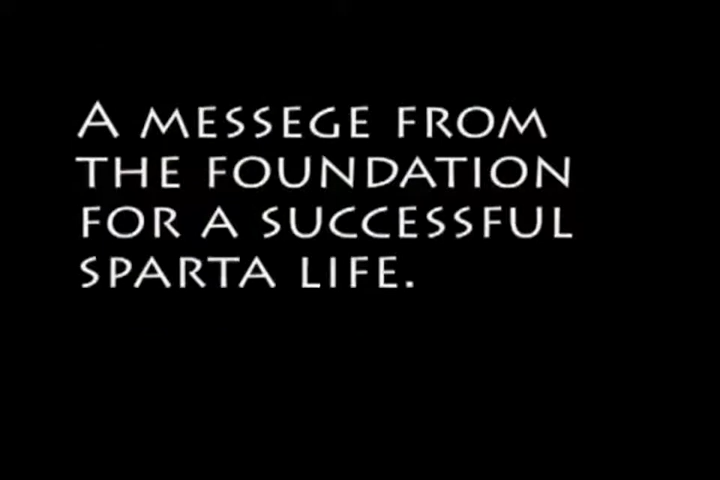 A MESSEGE FROM
THE FOUNDATION
FOR A SUCCESSFUL
SPARTA LIFE.